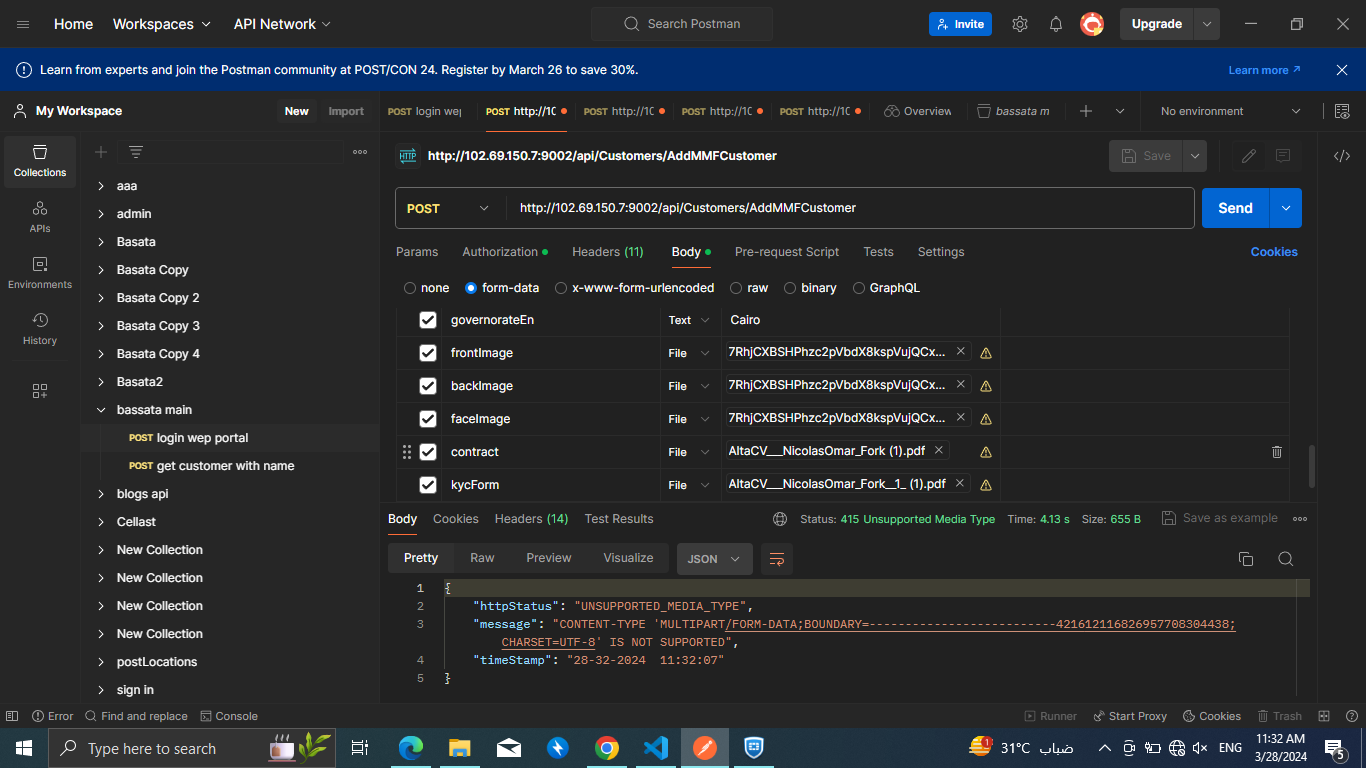 Home Workspaces API Network Search Postman Invite Upgrade
Learn from experts and join the Postman community at POST/CON 24. Register by March 26 to save 30%. Learn more
My Workspace New Import POST login wep POST http://10 POST http://10 POST http://10 POST http://10 Overview bassata m No environment
Collections
APIs
Environments
History
aaa
admin
Basata
Basata Copy
Basata Copy 2
Basata Copy 3
Basata Copy 4
Basata2
bassata main
POST login wep portal
POST get customer with name
blogs api
Cellast
New Collection
New Collection
New Collection
New Collection
postLocations
sign in
HTTP http://102.69.150.7:9002/api/Customers/AddMMFCustomer Save
POST http://102.69.150.7:9002/api/Customers/AddMMFCustomer Send
Params Authorization Headers (11) Body Pre-request Script Tests Settings Cookies
none form-data x-www-form-urlencoded raw binary GraphQL
governorateEn Text Cairo
frontImage File 7RhjCXBSHPhzc2pVbdX8kspVujQCx...
backImage File 7RhjCXBSHPhzc2pVbdX8kspVujQCx...
faceImage File 7RhjCXBSHPhzc2pVbdX8kspVujQCx...
contract File AltaCV___NicolasOmar_Fork (1).pdf
kycForm File AltaCV___NicolasOmar_Fork__1_ (1).pdf
Body Cookies Headers (14) Test Results Status: 415 Unsupported Media Type Time: 4.13 s Size: 655 B Save as example
Pretty Raw Preview Visualize JSON
1 {
2 "httpStatus": "UNSUPPORTED_MEDIA_TYPE",
3 "message": "CONTENT-TYPE 'MULTIPART/FORM-DATA;BOUNDARY=--------------------------421612116826957708304438;
CHARSET=UTF-8' IS NOT SUPPORTED",
4 "timeStamp": "28-32-2024  11:32:07"
5 }
Error Find and replace Console Runner Start Proxy Cookies Trash
Type here to search 1 31°C ضباب ENG 11:32 AM
3/28/2024 5